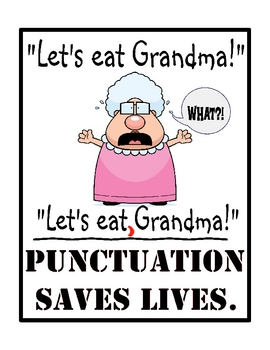 "Let's eat Grandma!"
WHAT?!
"Let's eat, Grandma!"
PUNCTUATION
SAVES LIVES.